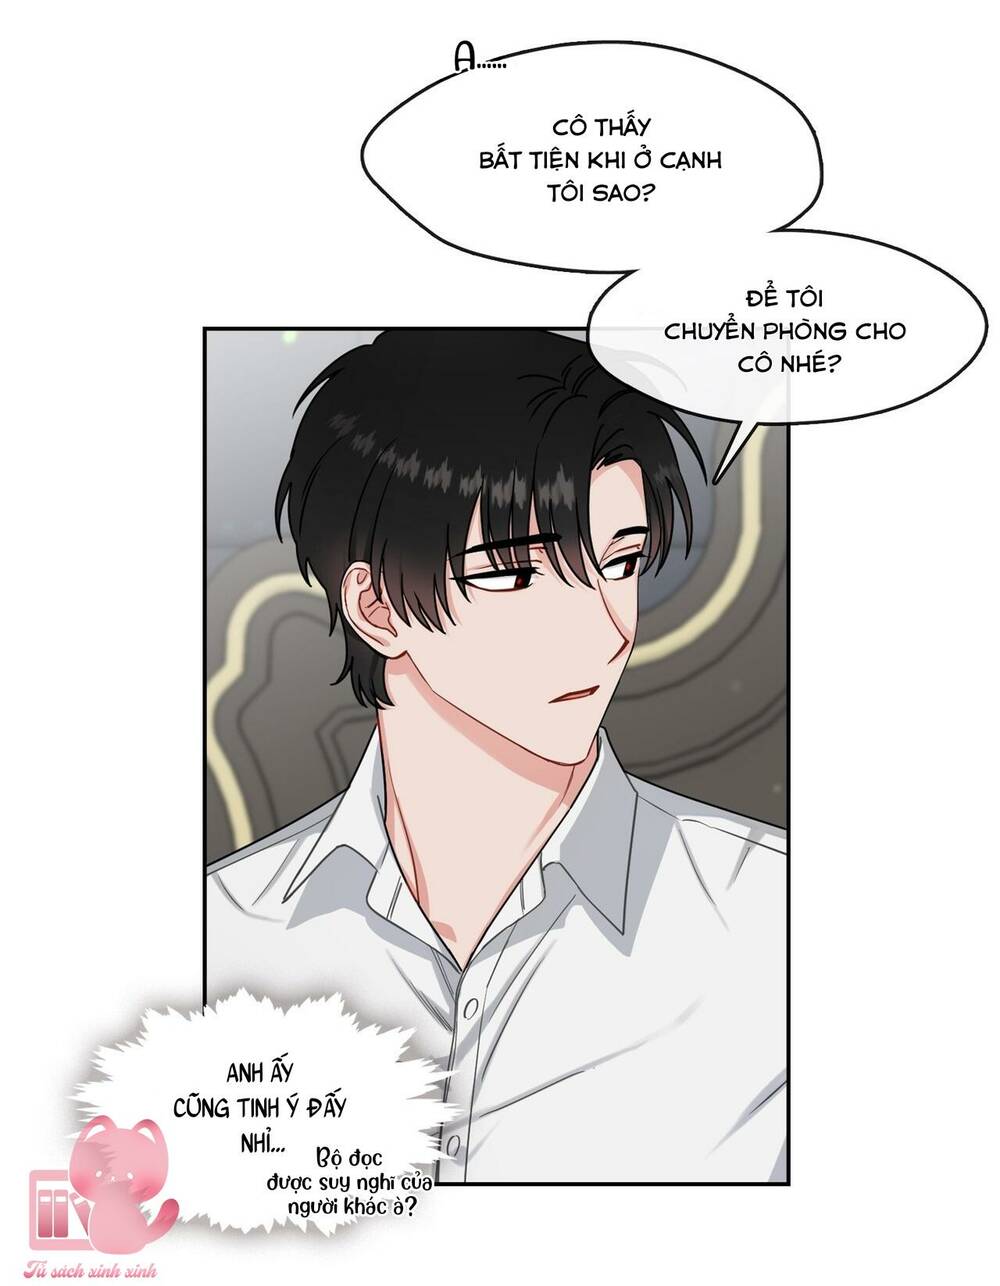 A......
CÔ THẤY
BẤT TIỆN KHI Ở CẠNH
TÔI SAO?
ĐỂ TÔI
CHUYỂN PHÒNG CHO
CÔ NHÉ?
ANH ẤY
CŨNG TINH Ý ĐẤY
NHỈ...
Bộ đọc
được suy nghĩ của
người khác à?
Tủ sách xinh xinh